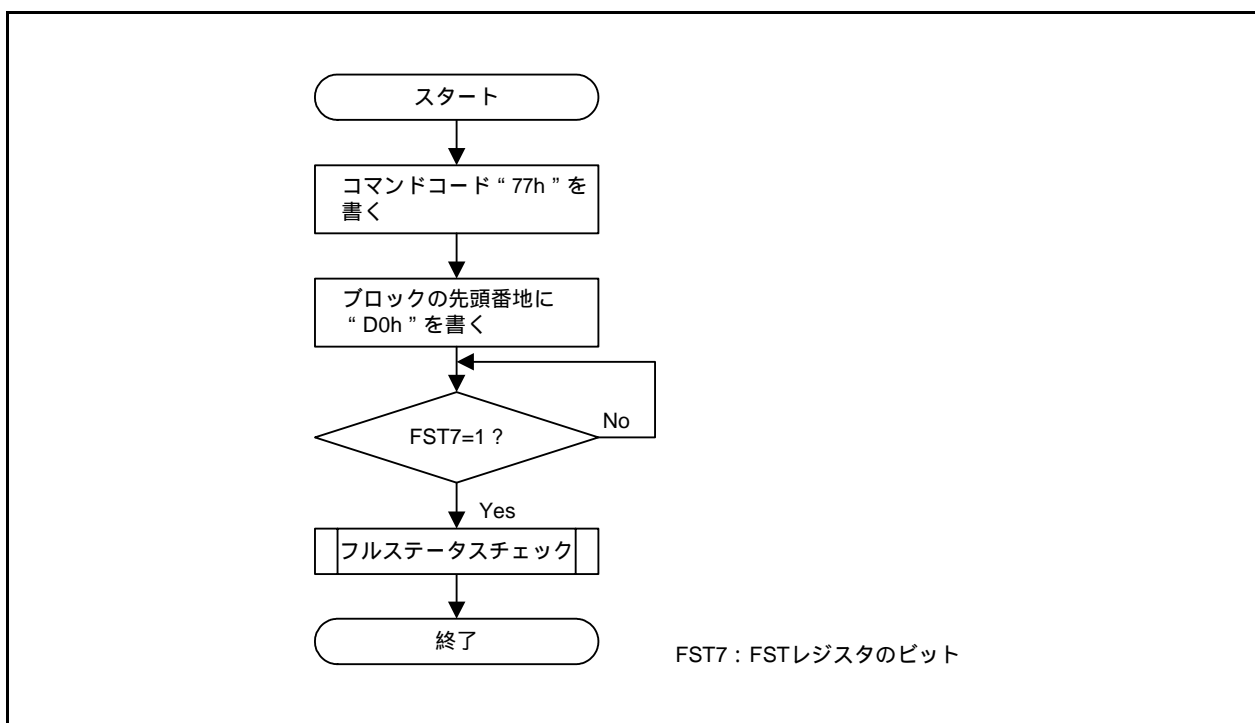 スタート
コマンドコード“ 77h ”を
書く
ブロックの先頭番地に
“ D0h ”を書く
FST7=1 ?
No
Yes
フルステータスチェック
終了
FST7 : FSTレジスタのビット